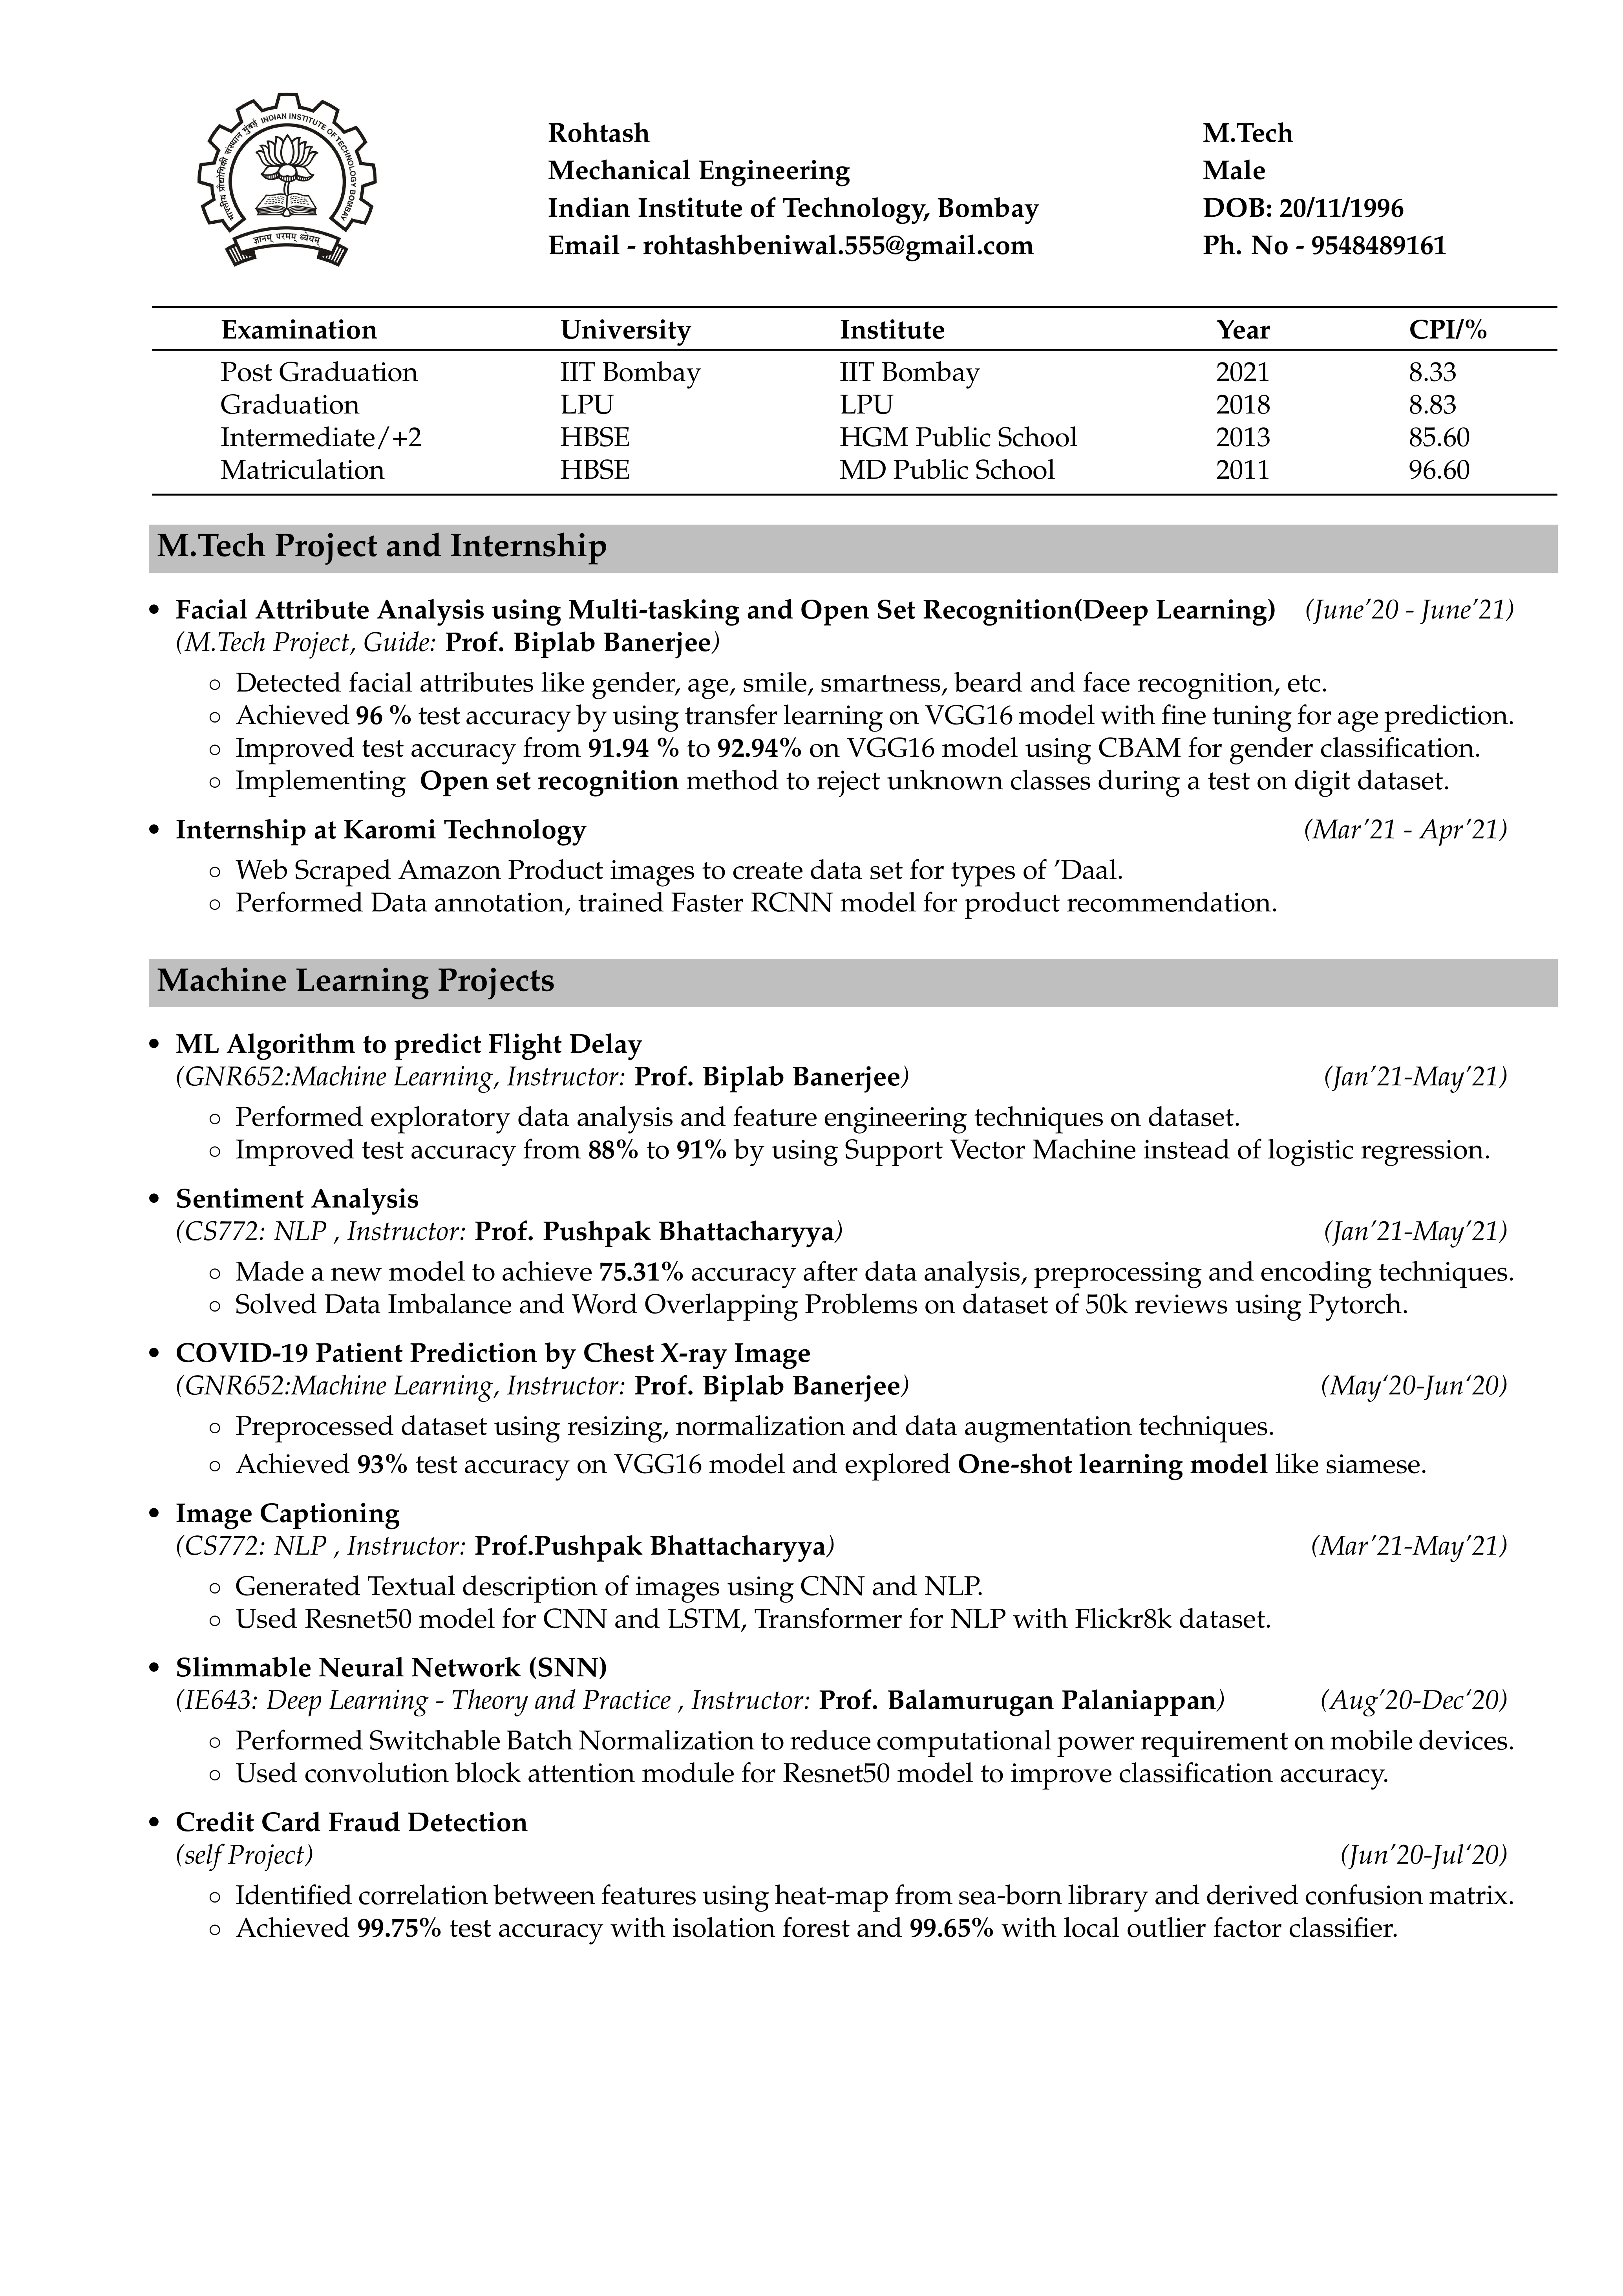 भारतीय प्रौद्योगिकी संस्थान मुंबई INDIAN INSTITUTE OF TECHNOLOGY BOMBAY
ज्ञानम् परमम् ध्येयम्
Rohtash
Mechanical Engineering
Indian Institute of Technology, Bombay
Email - rohtashbeniwal.555@gmail.com
M.Tech
Male
DOB: 20/11/1996
Ph. No - 9548489161
Examination University Institute Year CPI/%
Post Graduation IIT Bombay IIT Bombay 2021 8.33
Graduation LPU LPU 2018 8.83
Intermediate/+2 HBSE HGM Public School 2013 85.60
Matriculation HBSE MD Public School 2011 96.60
M.Tech Project and Internship
• Facial Attribute Analysis using Multi-tasking and Open Set Recognition(Deep Learning) (June’20 - June’21)
(M.Tech Project, Guide: Prof. Biplab Banerjee)
◦ Detected facial attributes like gender, age, smile, smartness, beard and face recognition, etc.
◦ Achieved 96 % test accuracy by using transfer learning on VGG16 model with fine tuning for age prediction.
◦ Improved test accuracy from 91.94 % to 92.94% on VGG16 model using CBAM for gender classification.
◦ Implementing Open set recognition method to reject unknown classes during a test on digit dataset.
• Internship at Karomi Technology (Mar’21 - Apr’21)
◦ Web Scraped Amazon Product images to create data set for types of ’Daal.
◦ Performed Data annotation, trained Faster RCNN model for product recommendation.
Machine Learning Projects
• ML Algorithm to predict Flight Delay
(GNR652:Machine Learning, Instructor: Prof. Biplab Banerjee) (Jan’21-May’21)
◦ Performed exploratory data analysis and feature engineering techniques on dataset.
◦ Improved test accuracy from 88% to 91% by using Support Vector Machine instead of logistic regression.
• Sentiment Analysis
(CS772: NLP , Instructor: Prof. Pushpak Bhattacharyya) (Jan’21-May’21)
◦ Made a new model to achieve 75.31% accuracy after data analysis, preprocessing and encoding techniques.
◦ Solved Data Imbalance and Word Overlapping Problems on dataset of 50k reviews using Pytorch.
• COVID-19 Patient Prediction by Chest X-ray Image
(GNR652:Machine Learning, Instructor: Prof. Biplab Banerjee) (May‘20-Jun‘20)
◦ Preprocessed dataset using resizing, normalization and data augmentation techniques.
◦ Achieved 93% test accuracy on VGG16 model and explored One-shot learning model like siamese.
• Image Captioning
(CS772: NLP , Instructor: Prof.Pushpak Bhattacharyya) (Mar’21-May’21)
◦ Generated Textual description of images using CNN and NLP.
◦ Used Resnet50 model for CNN and LSTM, Transformer for NLP with Flickr8k dataset.
• Slimmable Neural Network (SNN)
(IE643: Deep Learning - Theory and Practice , Instructor: Prof. Balamurugan Palaniappan) (Aug’20-Dec‘20)
◦ Performed Switchable Batch Normalization to reduce computational power requirement on mobile devices.
◦ Used convolution block attention module for Resnet50 model to improve classification accuracy.
• Credit Card Fraud Detection
(self Project) (Jun’20-Jul‘20)
◦ Identified correlation between features using heat-map from sea-born library and derived confusion matrix.
◦ Achieved 99.75% test accuracy with isolation forest and 99.65% with local outlier factor classifier.